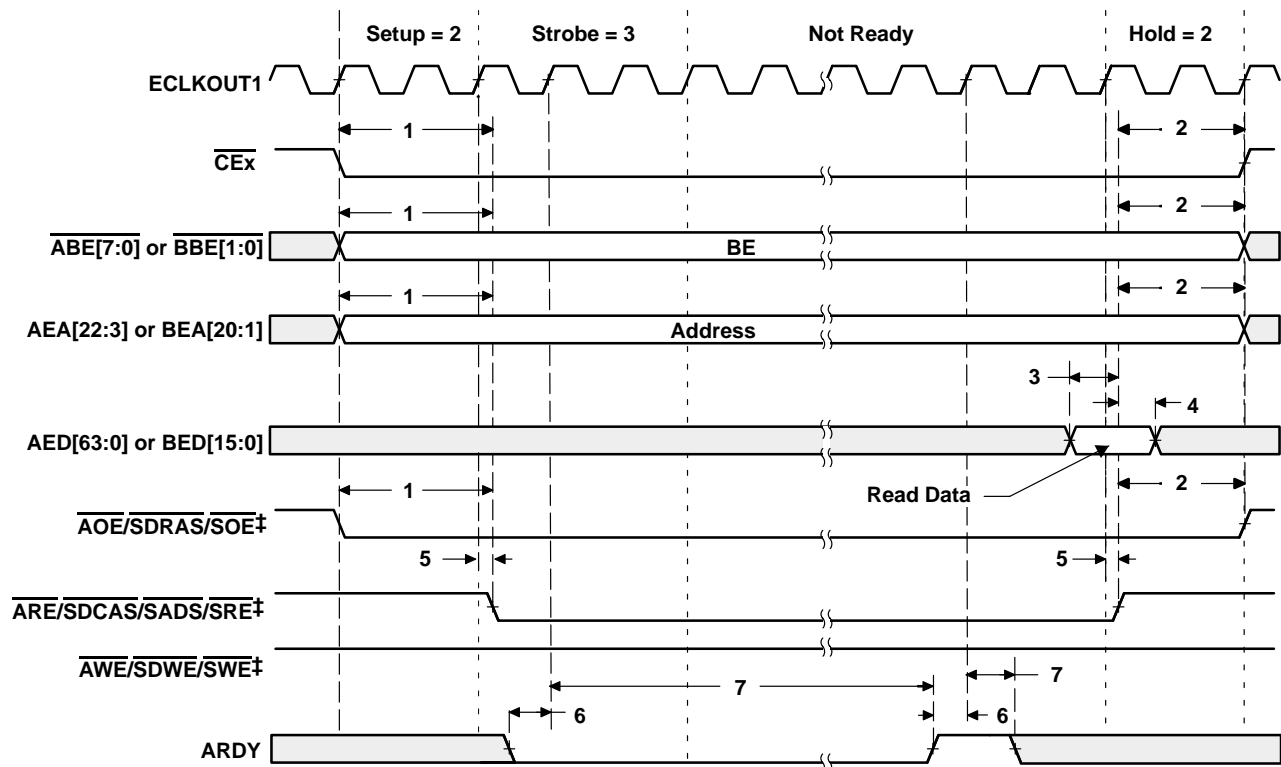 Setup = 2 Strobe = 3 Not Ready Hold = 2
ECLKOUT1
1 2
CEx
1 2
ABE[7:0] or BBE[1:0] BE
1 2
AEA[22:3] or BEA[20:1] Address
3
4
AED[63:0] or BED[15:0]
1 Read Data 2
AOE/SDRAS/SOE‡
5 5
ARE/SDCAS/SADS/SRE‡
AWE/SDWE/SWE‡
7 7
6 6
ARDY